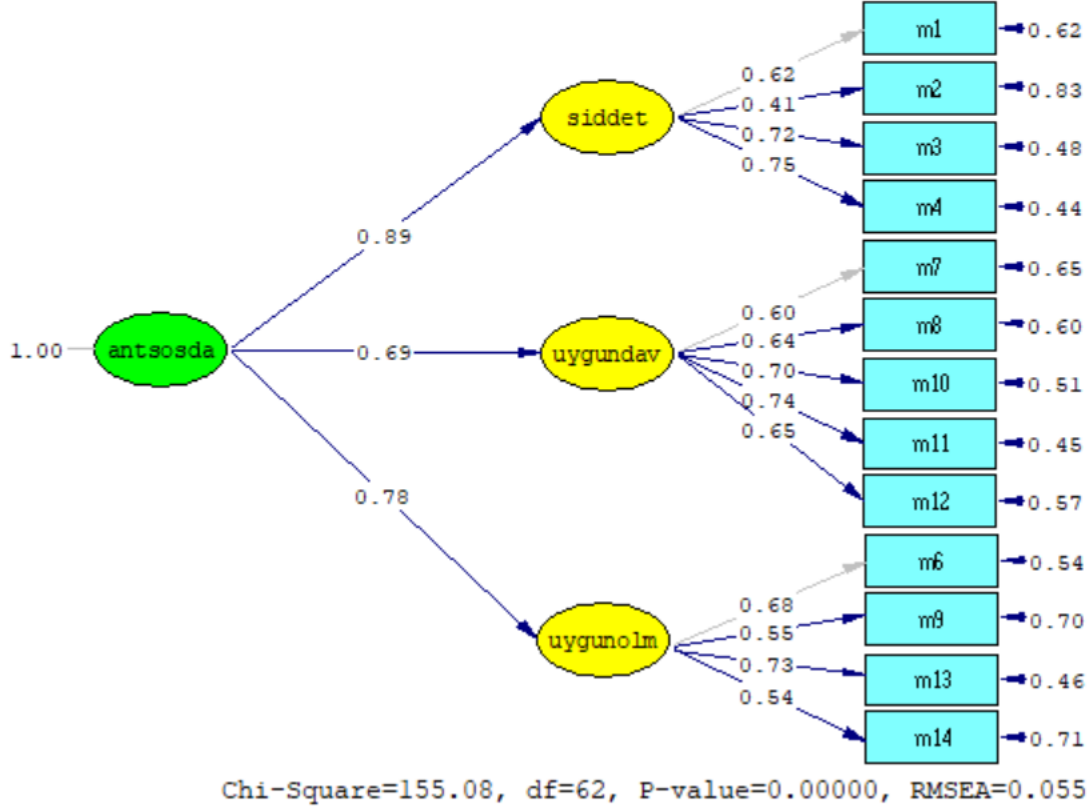 m1
0.62
0.62
m2
0.83
0.41
siddet
m3
0.48
0.72
0.75
m4
0.44
0.89
m7
0.65
0.60
m8
0.60
0.64
1.00
antsosda
0.69
uygundav
0.70
m10
0.51
0.74
0.65
m11
0.45
m12
0.57
0.78
m6
0.54
0.68
m9
0.70
0.55
uygunolm
0.73
m13
0.46
0.54
m14
0.71
Chi-Square=155.08, df=62, P-value=0.00000, RMSEA=0.055